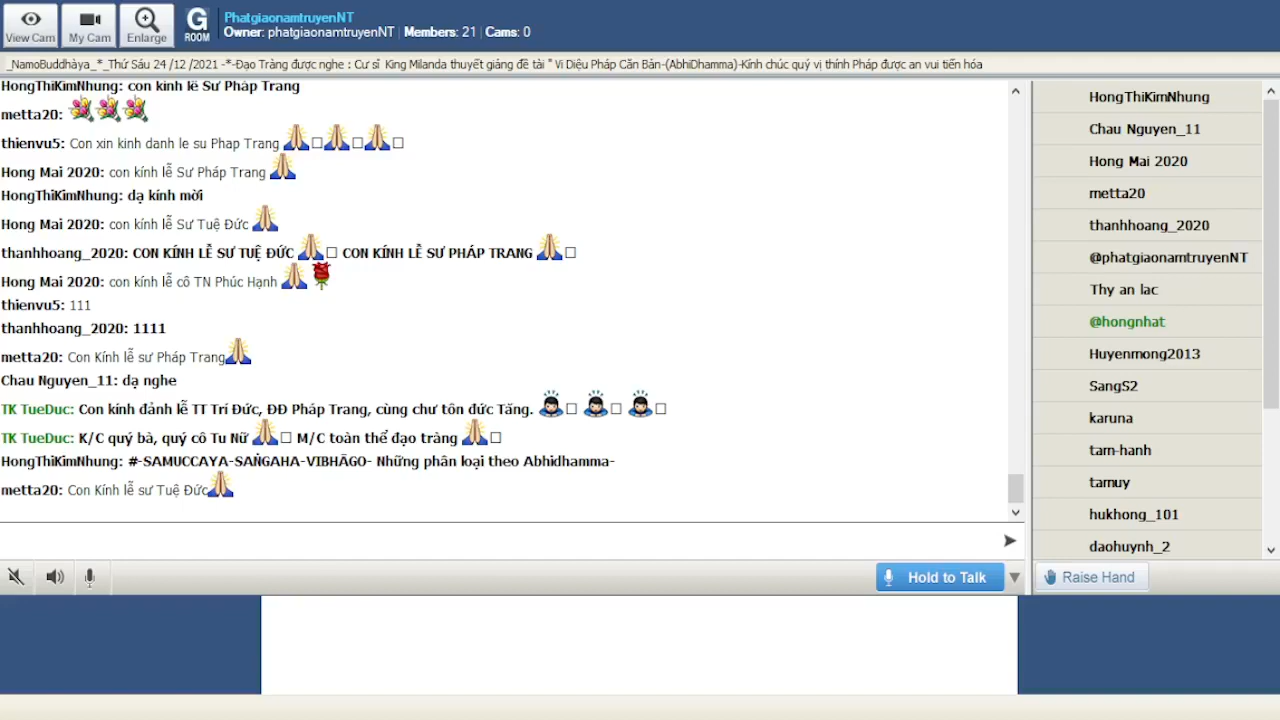 View Cam
My Cam
Enlarge
G
ROOM
PhatgiaonamtruyenNT
Owner: phatgiaonamtruyenNT | Members: 21 | Cams: 0
_NamoBuddhàya_*_Thứ Sáu 24 /12 /2021 -*-Đạo Tràng được nghe : Cư sĩ King Milanda thuyết giảng đề tài " Vi Diệu Pháp Căn Bản-(AbhiDhamma)-Kính chúc quý vị thính Pháp được an vui tiến hóa
HongThiKimNhung: con kính lễ Sư Pháp Trang
metta20:
thienvu5: Con xin kinh danh le su Phap Trang
Hong Mai 2020: con kính lễ Sư Pháp Trang
HongThiKimNhung: dạ kính mời
Hong Mai 2020: con kính lễ Sư Tuệ Đức
thanhhoang_2020: CON KÍNH LỄ SƯ TUỆ ĐỨC CON KÍNH LỄ SƯ PHÁP TRANG
Hong Mai 2020: con kính lễ cô TN Phúc Hạnh
thienvu5: 111
thanhhoang_2020: 1111
metta20: Con Kính lễ sư Pháp Trang
Chau Nguyen_11: dạ nghe
TK TueDuc: Con kính đảnh lễ TT Trí Đức, ĐĐ Pháp Trang, cùng chư tôn đức Tăng.
TK TueDuc: K/C quý bà, quý cô Tu Nữ M/C toàn thể đạo tràng
HongThiKimNhung: #-SAMUCCAYA-SAṄGAHA-VIBHĀGO- Những phân loại theo Abhidhamma-
metta20: Con Kính lễ sư Tuệ Đức
Hold to Talk
HongThiKimNhung
Chau Nguyen_11
Hong Mai 2020
metta20
thanhhoang_2020
@phatgiaonamtruyenNT
Thy an lac
@hongnhat
Huyenmong2013
SangS2
karuna
tam-hanh
tamuy
hukhong_101
daohuynh_2
Raise Hand